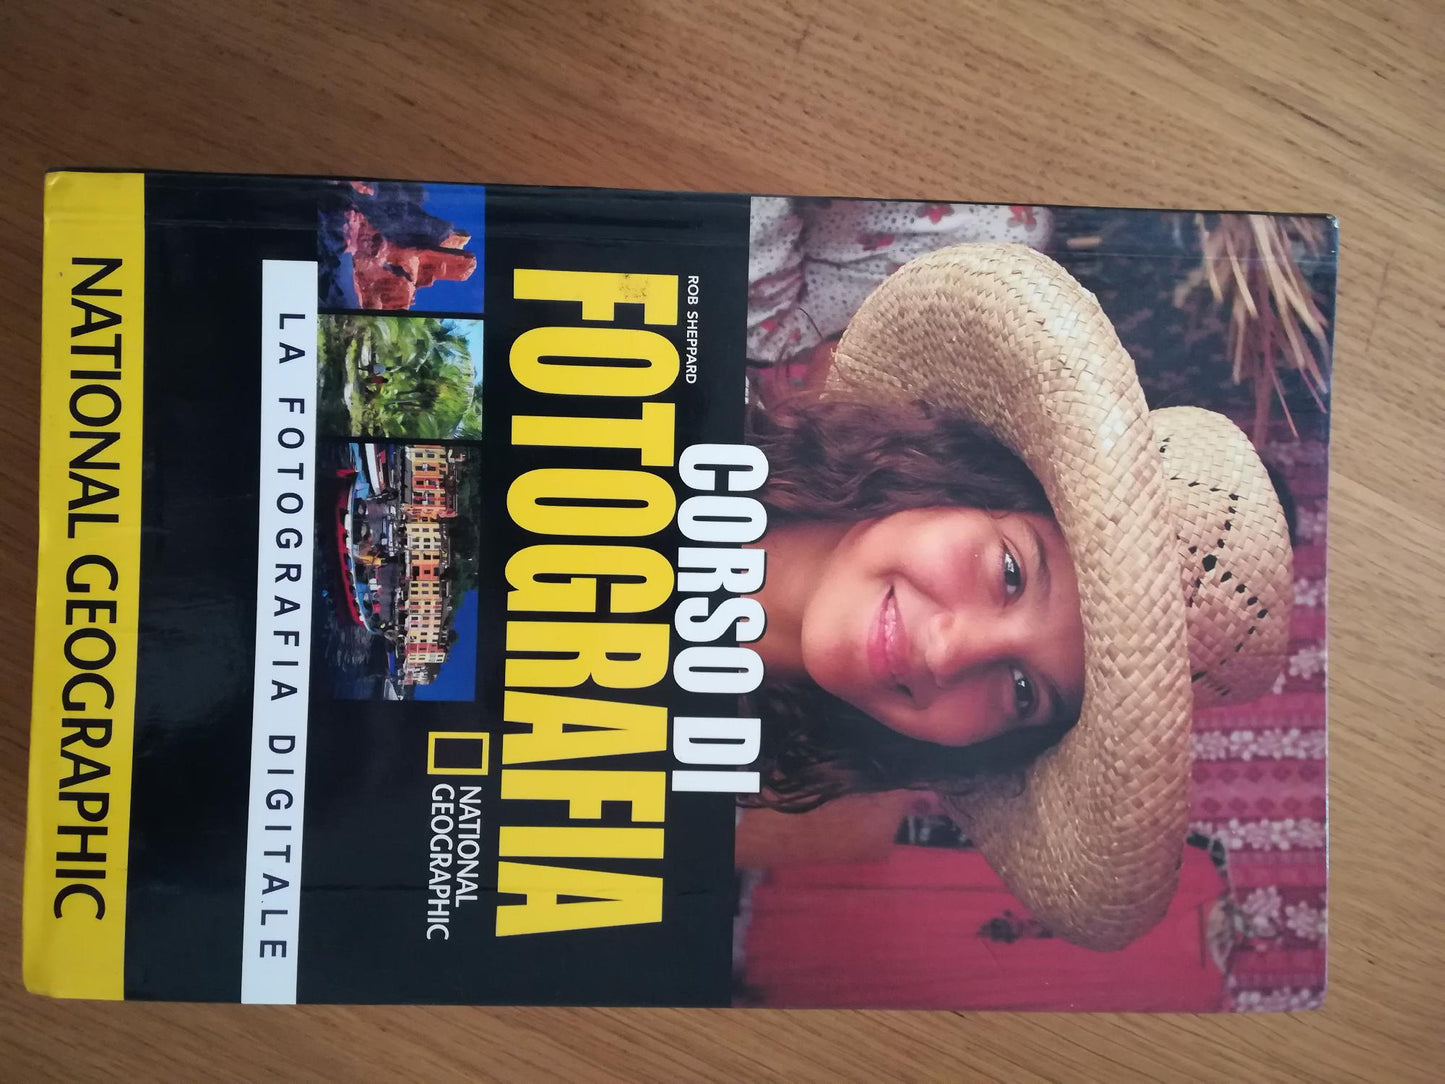 ROB SHEPPARD
CORSO DI
FOTOGRAFIA
NATIONAL
GEOGRAPHIC
LA FOTOGRAFIA DIGITALE
NATIONAL GEOGRAPHIC